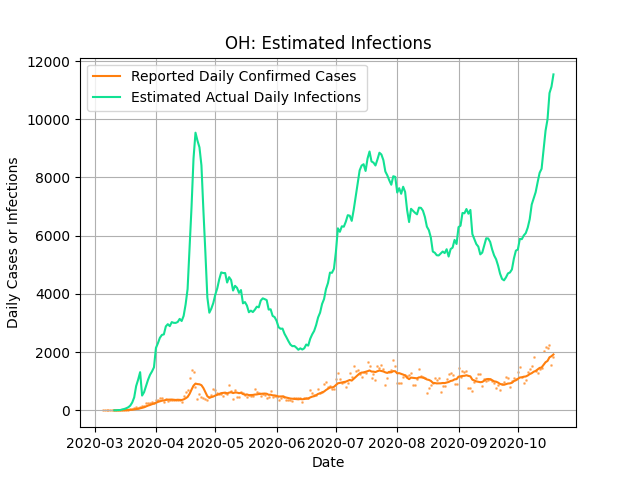 OH: Estimated Infections
Reported Daily Confirmed Cases
Estimated Actual Daily Infections
12000
10000
8000
6000
4000
2000
0
Daily Cases or Infections
2020-03 2020-04 2020-05 2020-06 2020-07 2020-08 2020-09 2020-10
Date